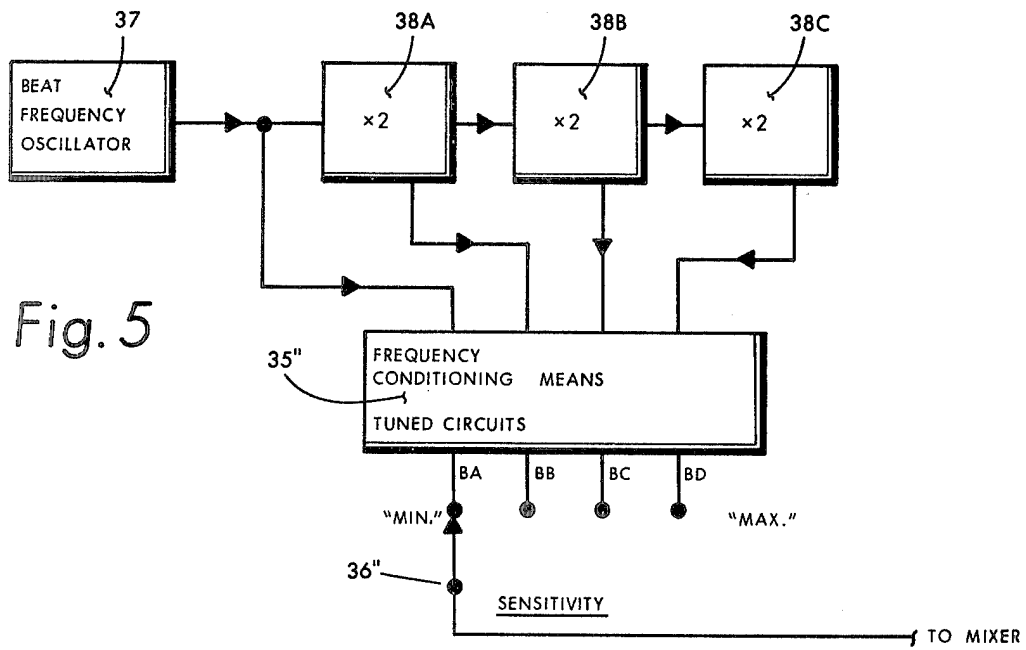 37
38A
38B
38C
BEAT
FREQUENCY
OSCILLATOR
×2
×2
×2
Fig. 5
35"
FREQUENCY
CONDITIONING MEANS
TUNED CIRCUITS
BA
BB
BC
BD
"MIN."
"MAX."
36"
SENSITIVITY
TO MIXER